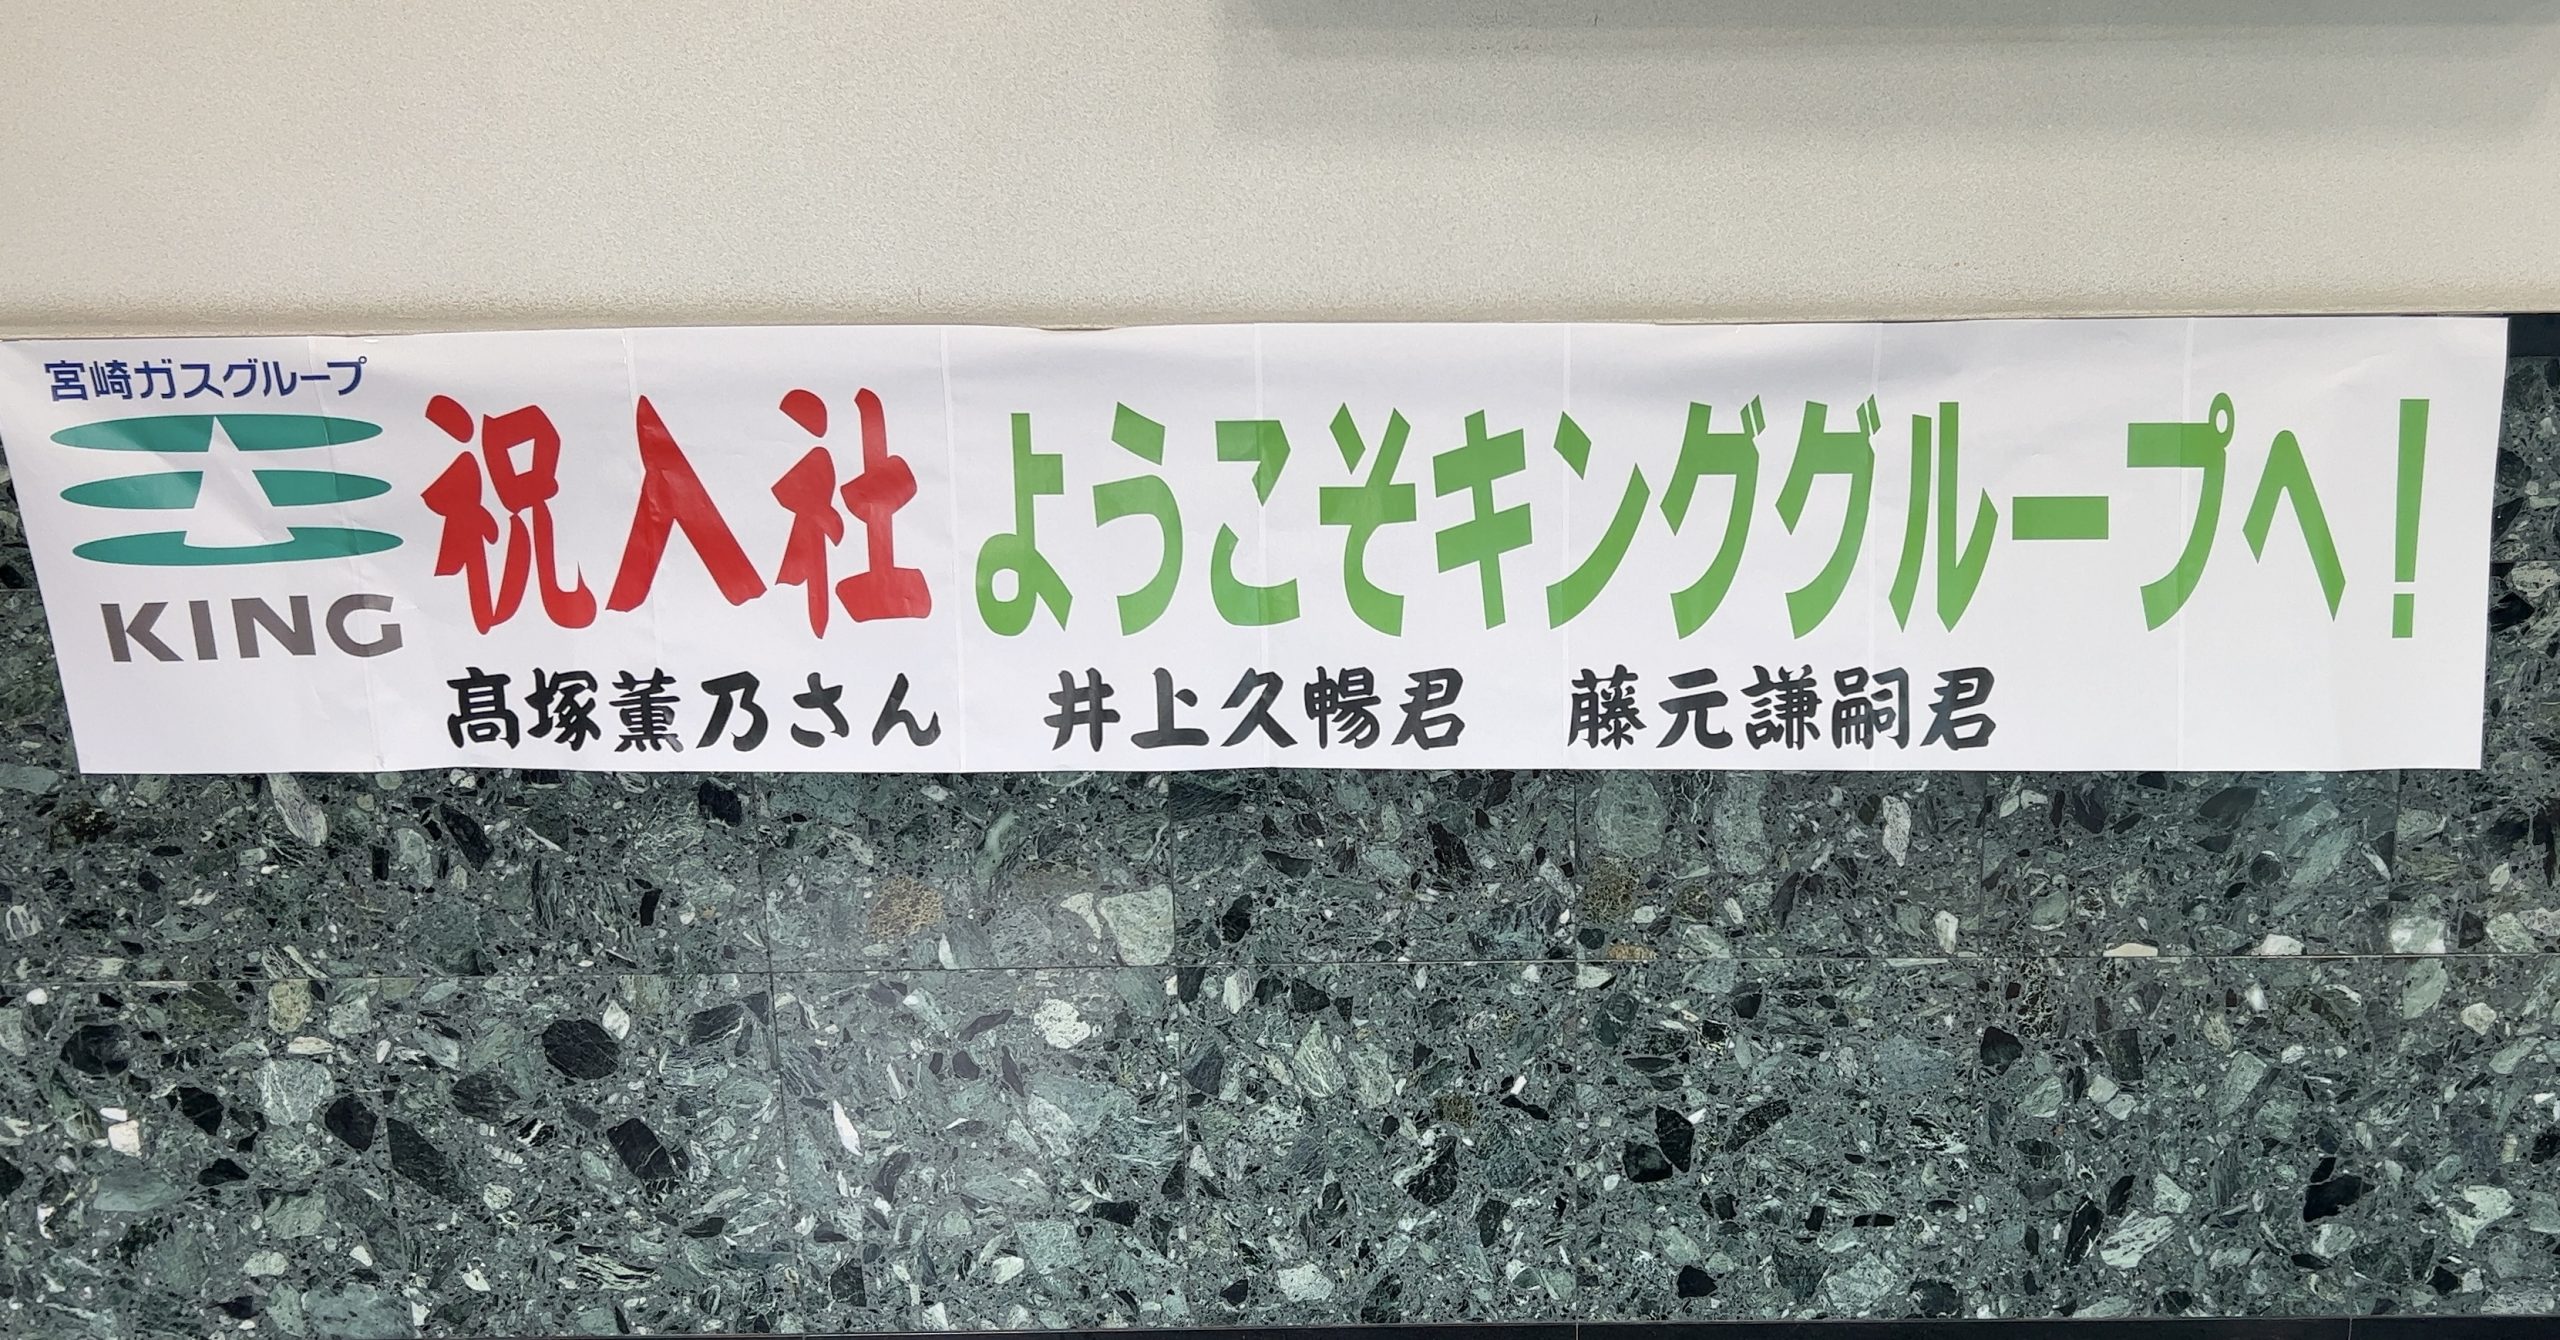 宮崎ガスグループ
KING
祝入社 ようこそキンググループへ!
髙塚薫乃さん 井上久暢君 藤元謙嗣君